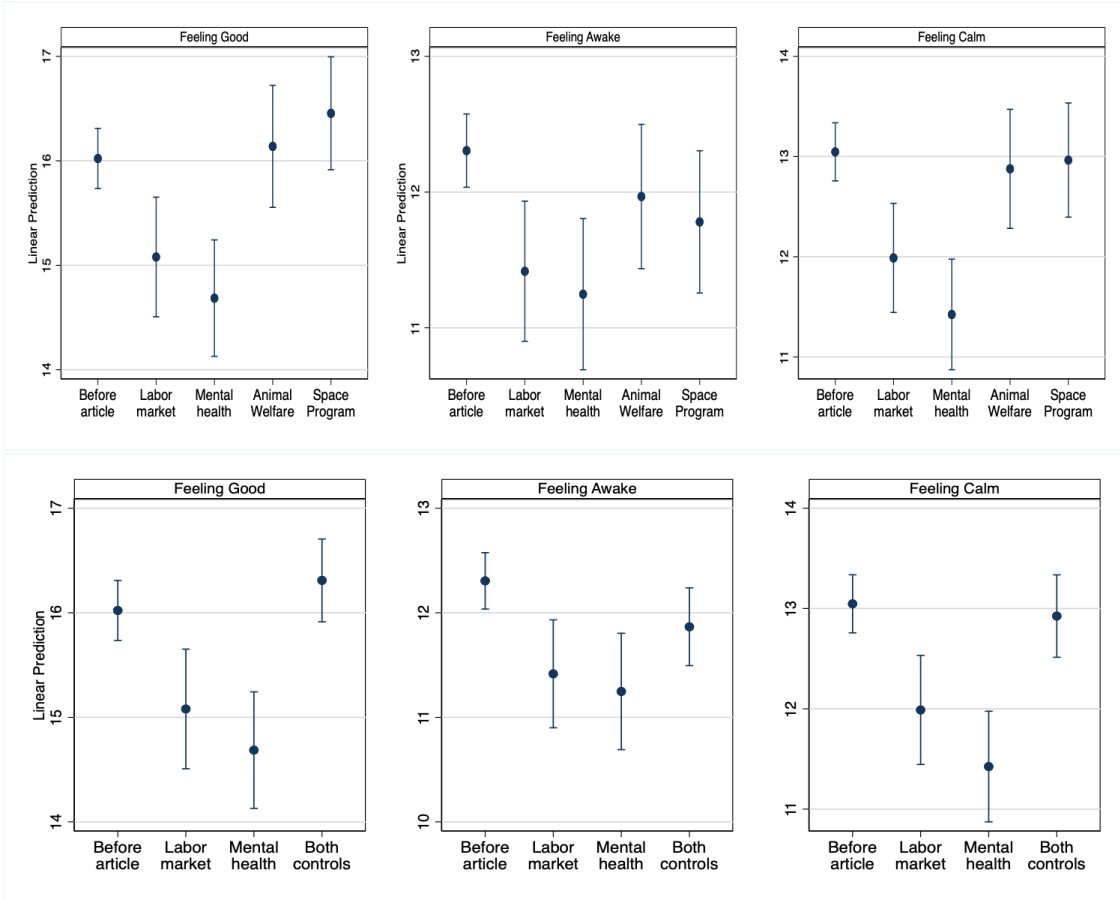 Feeling Good
Linear Prediction
17
16
15
14
Before article
Labor market
Mental health
Animal Welfare
Space Program
Feeling Awake
Linear Prediction
13
12
11
Before article
Labor market
Mental health
Animal Welfare
Space Program
Feeling Calm
14
13
12
11
Before article
Labor market
Mental health
Animal Welfare
Space Program
Feeling Good
Linear Prediction
17
16
15
14
Before article
Labor market
Mental health
Both controls
Feeling Awake
13
12
11
10
Before article
Labor market
Mental health
Both controls
Feeling Calm
14
13
12
11
Before article
Labor market
Mental health
Both controls